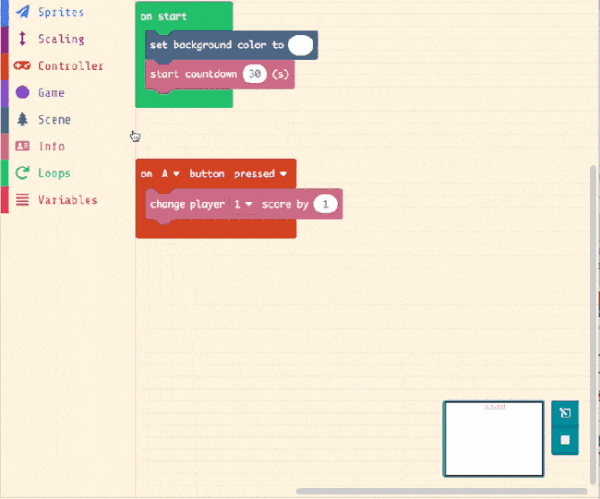 Sprites
Scaling
Controller
Game
Scene
Info
Loops
Variables
on start
set background color to
start countdown 30 (s)
on A button pressed
change player 1 score by 1